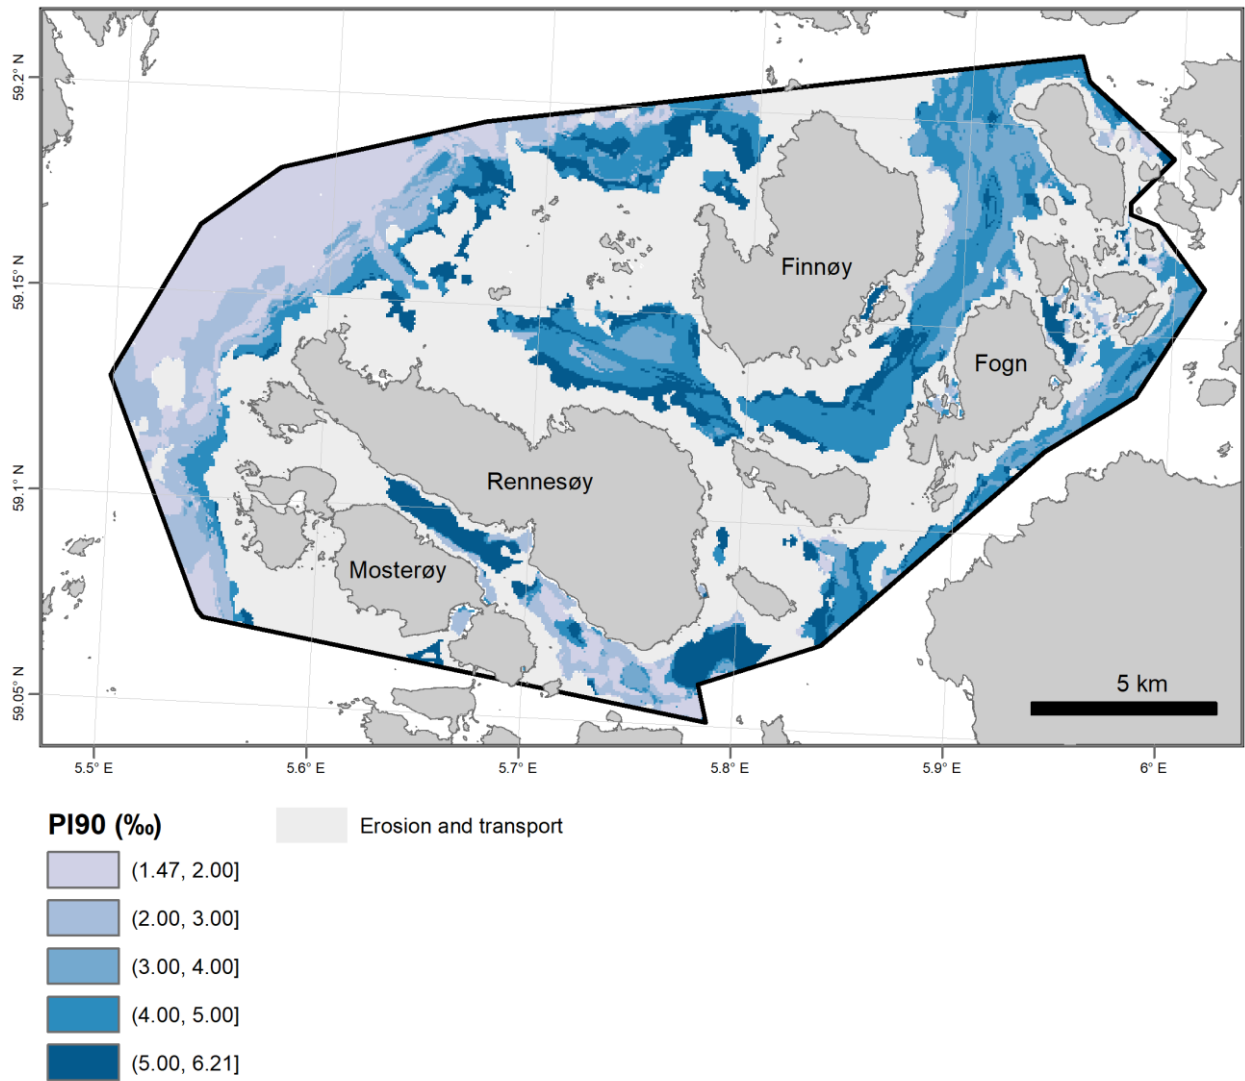 59.2° N
59.15° N
59.1° N
59.05° N
Finnøy
Fogn
Rennesøy
Mosterøy
5 km
5.5° E
5.6° E
5.7° E
5.8° E
5.9° E
6° E
PI90 (‰)
Erosion and transport
(1.47, 2.00]
(2.00, 3.00]
(3.00, 4.00]
(4.00, 5.00]
(5.00, 6.21]